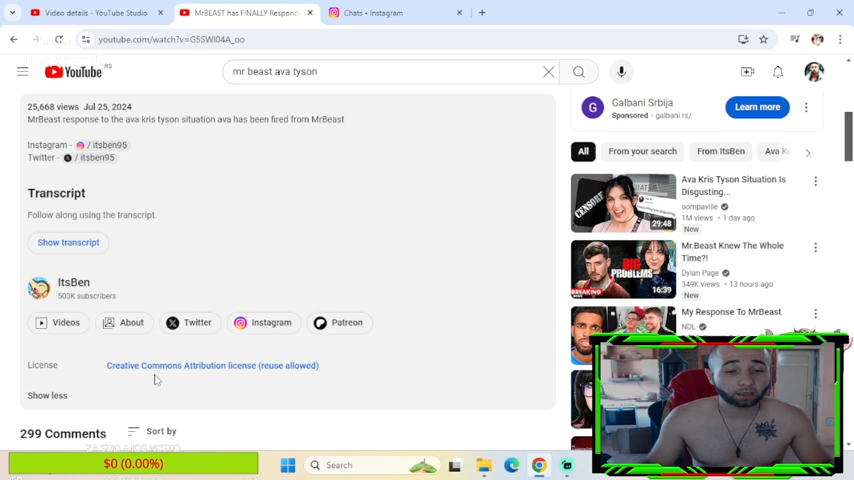 Video details - YouTube Studio
MrBEAST has FINALLY Respond
Chats • Instagram
youtube.com/watch?v=G5SWI04A_oo
YouTube RS
mr beast ava tyson
25,668 views Jul 25, 2024
MrBeast response to the ava kris tyson situation ava has been fired from MrBeast
Instagram - / itsben95
Twitter - / itsben95
Transcript
Follow along using the transcript.
Show transcript
ItsBen
503K subscribers
Videos
About
Twitter
Instagram
Patreon
License
Creative Commons Attribution license (reuse allowed)
Show less
299 Comments
Sort by
G
Galbani Srbija
Sponsored • galbani.rs/
Learn more
All
From your search
From ItsBen
Ava K
CENSORE
29:48
Ava Kris Tyson Situation Is
Disgusting...
oompaville
1M views • 1 day ago
New
BIG
PROBLEMS
BREAKING
NEWS
16:39
Mr.Beast Knew The Whole
Time?!
Dylan Page
349K views • 13 hours ago
New
My Response To MrBeast
NDL
$0 (0.00%)
Search